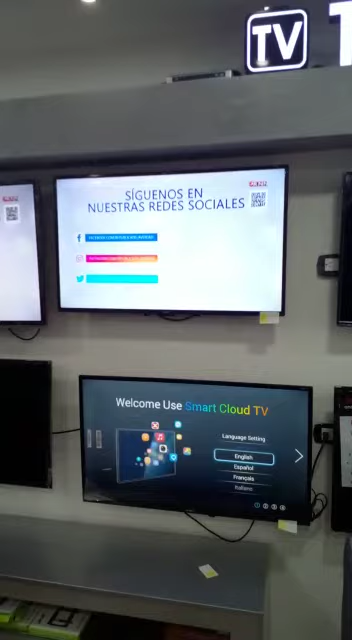 TV
SÍGUENOS EN
NUESTRAS REDES SOCIALES
Welcome Use Smart Cloud TV
Language Setting
English
Español
Français
Italiano